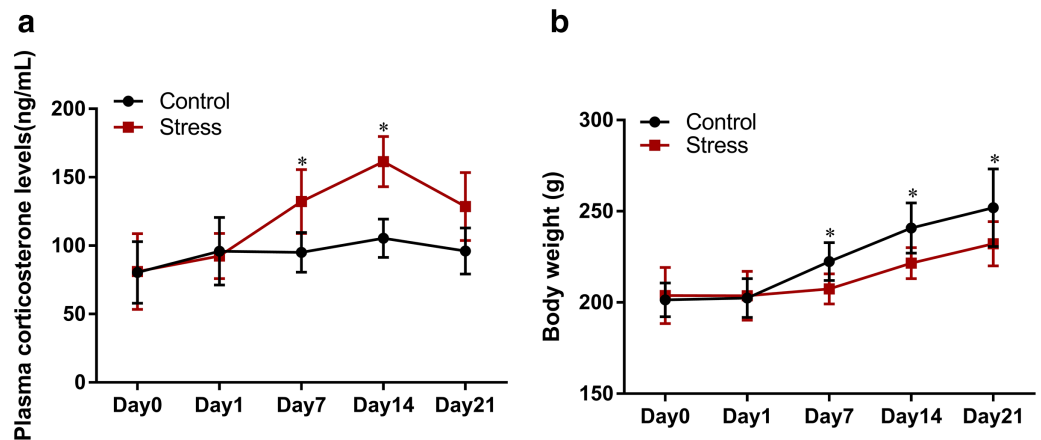 a
Plasma corticosterone levels(ng/mL)
Control
Stress
200
150
100
50
0
*
*
Day0 Day1 Day7 Day14 Day21
b
Body weight (g)
Control
Stress
300
250
200
150
*
*
*
Day0 Day1 Day7 Day14 Day21